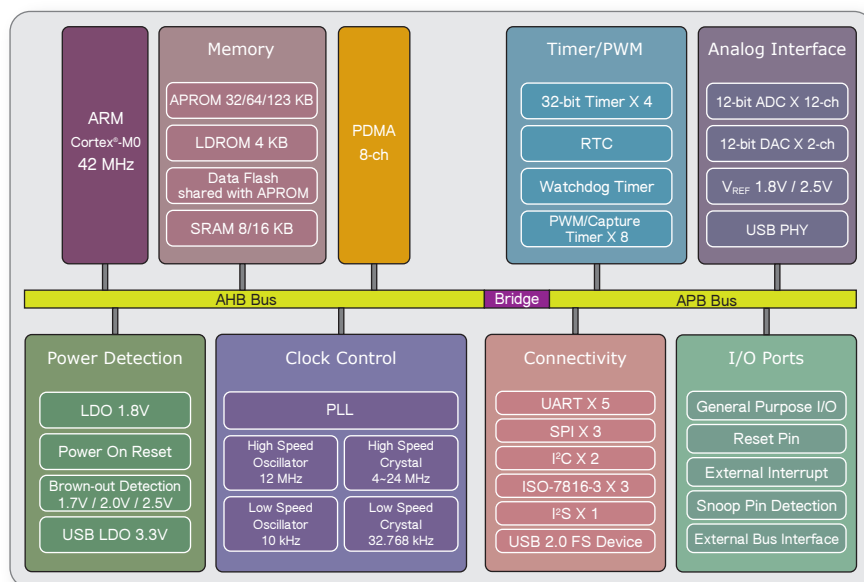 ARM
Cortex®-M0
42 MHz
Memory
APROM 32/64/123 KB
LDROM 4 KB
Data Flash
shared with APROM
SRAM 8/16 KB
PDMA
8-ch
Timer/PWM
32-bit Timer X 4
RTC
Watchdog Timer
PWM/Capture
Timer X 8
Analog Interface
12-bit ADC X 12-ch
12-bit DAC X 2-ch
VREF 1.8V / 2.5V
USB PHY
AHB Bus
Bridge
APB Bus
Power Detection
LDO 1.8V
Power On Reset
Brown-out Detection
1.7V / 2.0V / 2.5V
USB LDO 3.3V
Clock Control
PLL
High Speed
Oscillator
12 MHz
High Speed
Crystal
4~24 MHz
Low Speed
Oscillator
10 kHz
Low Speed
Crystal
32.768 kHz
Connectivity
UART X 5
SPI X 3
I²C X 2
ISO-7816-3 X 3
I²S X 1
USB 2.0 FS Device
I/O Ports
General Purpose I/O
Reset Pin
External Interrupt
Snoop Pin Detection
External Bus Interface